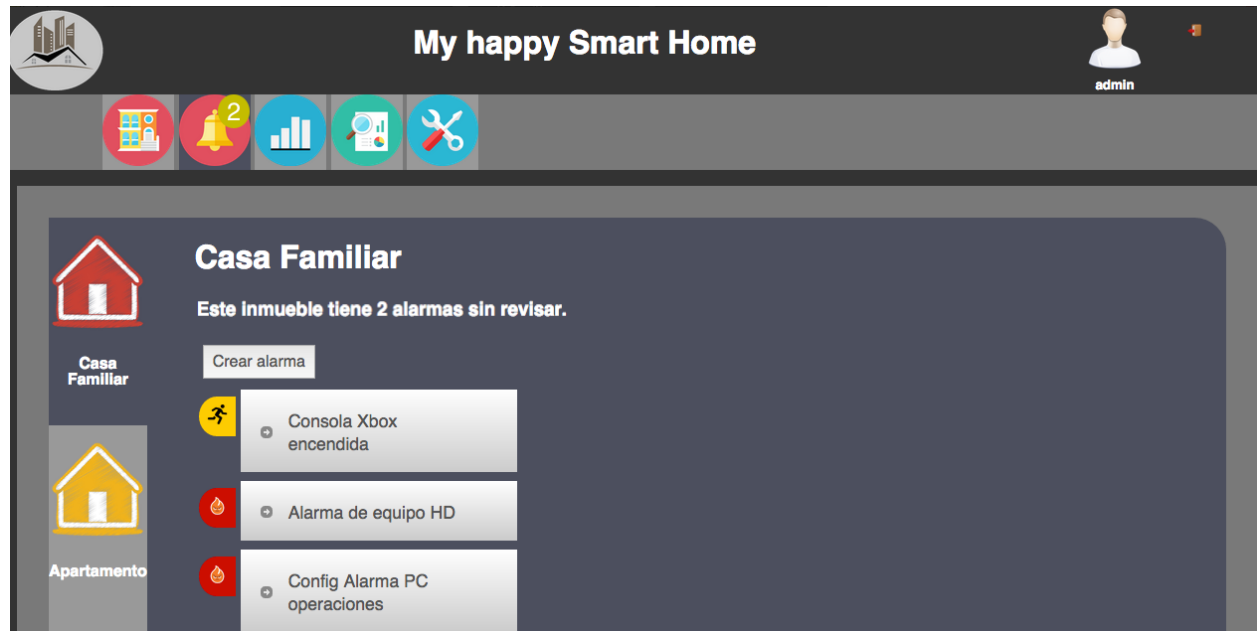 My happy Smart Home
admin
2
Casa Familiar
Este inmueble tiene 2 alarmas sin revisar.
Casa
Familiar
Crear alarma
Consola Xbox
encendida
Alarma de equipo HD
Apartamento
Config Alarma PC
operaciones